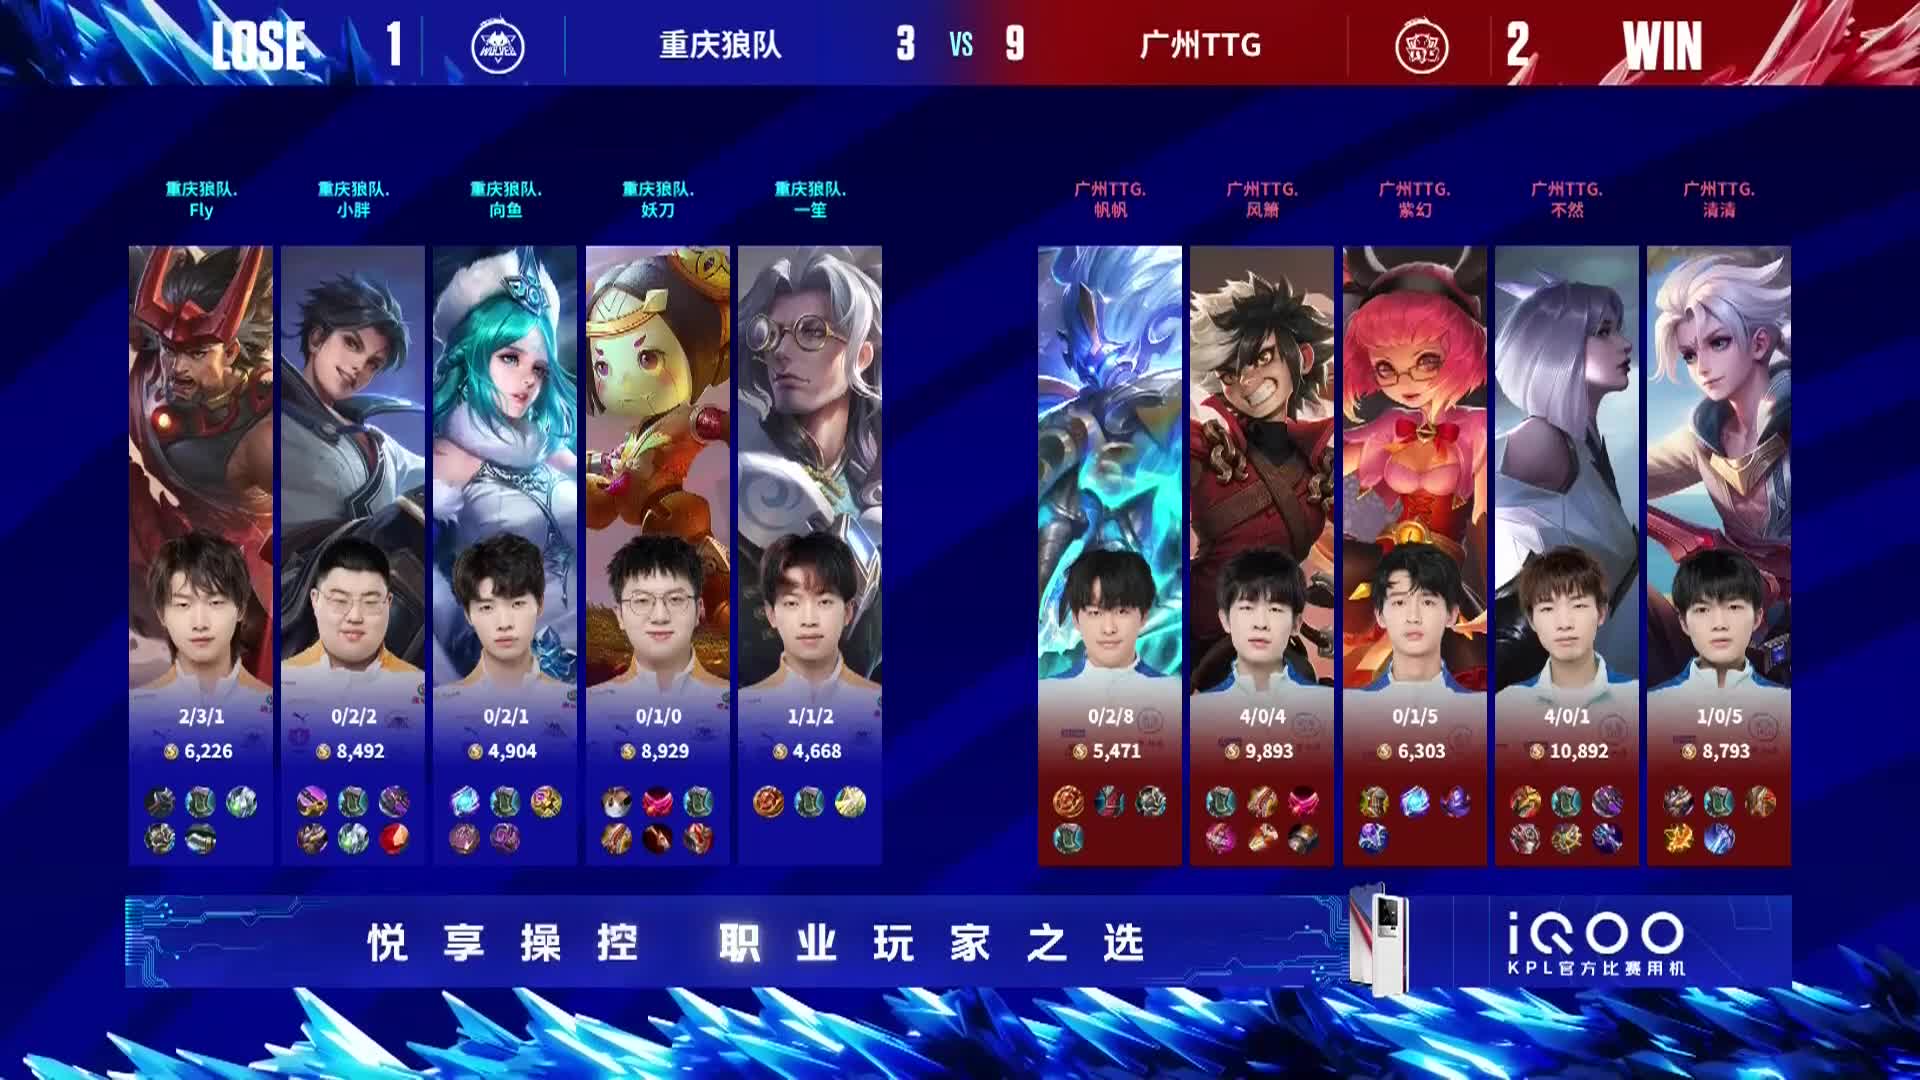 LOSE 1 WOLVES 重庆狼队 3 VS 9 广州TTG 2 WIN
重庆狼队.
Fly
重庆狼队.
小胖
重庆狼队.
向鱼
重庆狼队.
妖刀
重庆狼队.
一笙
广州TTG.
帆帆
广州TTG.
风箫
广州TTG.
紫幻
广州TTG.
不然
广州TTG.
清清
2/3/1
6,226
0/2/2
8,492
0/2/1
4,904
0/1/0
8,929
1/1/2
4,668
0/2/8
5,471
4/0/4
9,893
0/1/5
6,303
4/0/1
10,892
1/0/5
8,793
悦享操控 职业玩家之选
iQOO
KPL官方比赛用机